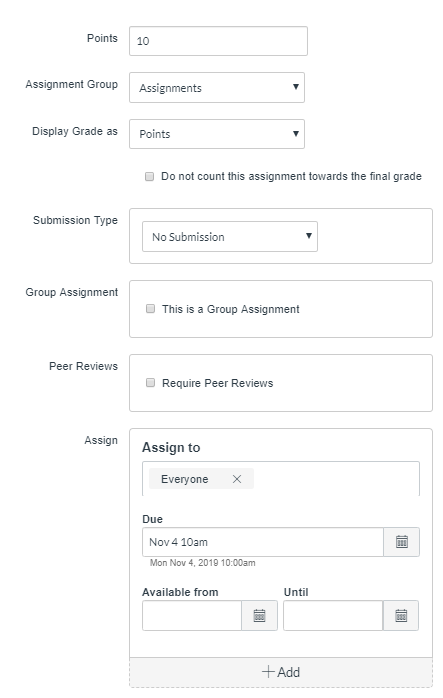 Points 10
Assignment Group Assignments
Display Grade as Points
Do not count this assignment towards the final grade
Submission Type
No Submission
Group Assignment
This is a Group Assignment
Peer Reviews
Require Peer Reviews
Assign
Assign to
Everyone
Due
Nov 4 10am
Mon Nov 4, 2019 10:00am
Available from Until
+Add